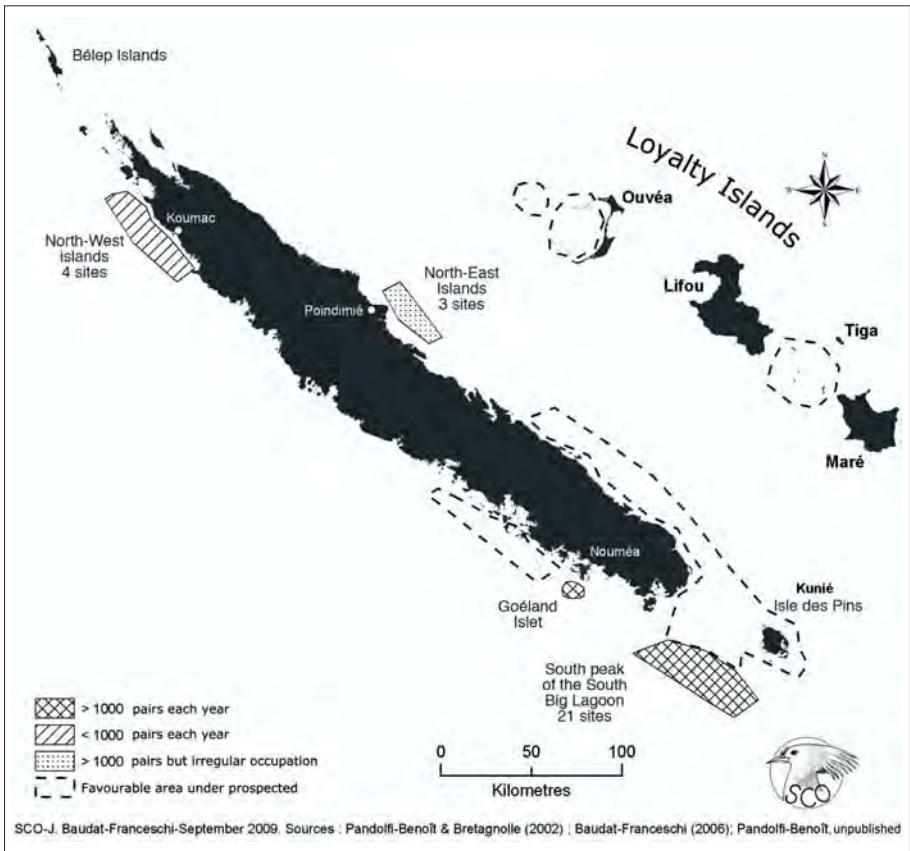 Bélep Islands
Loyalty Islands
N
Ouvéa
Koumac
North-West
islands
4 sites
North-East
Islands
3 sites
Lifou
Poindimié
Tiga
Maré
Nouméa
Kunié
Isle des Pins
Goéland
Islet
South peak
of the South
Big Lagoon
21 sites
> 1000 pairs each year
< 1000 pairs each year
> 1000 pairs but irregular occupation
Favourable area under prospected
0 50 100
Kilometres
SCO
SCO-J. Baudat-Franceschi-September 2009. Sources : Pandolfi-Benoît & Bretagnolle (2002) ; Baudat-Franceschi (2006); Pandolfi-Benoît, unpublished